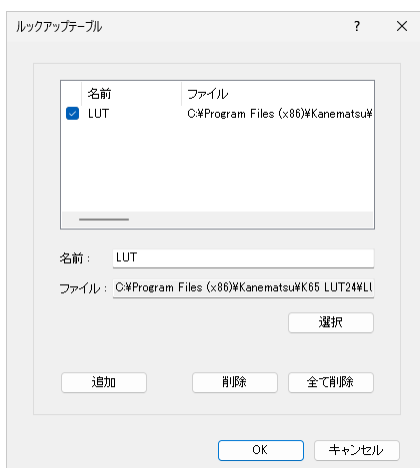 ルックアップテーブル ?
名前 ファイル
LUT C:¥Program Files (x86)¥Kanematsu¥
名前： LUT
ファイル： C:¥Program Files (x86)¥Kanematsu¥K65 LUT24¥LU
選択
追加 削除 全て削除
OK キャンセル